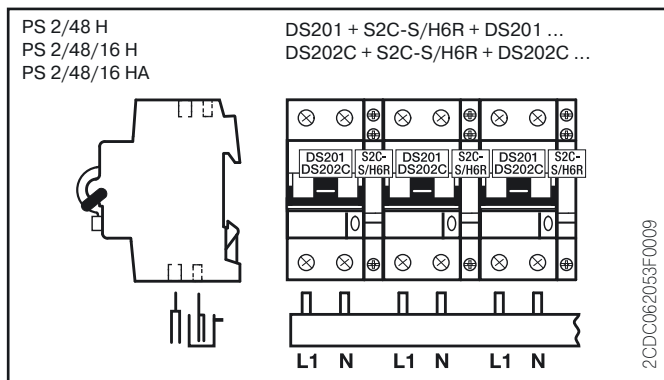 PS 2/48 H
PS 2/48/16 H
PS 2/48/16 HA
DS201 + S2C-S/H6R + DS201 ...
DS202C + S2C-S/H6R + DS202C ...
DS201 S2C- DS201 S2C- DS201 S2C-
DS202C S/H6R DS202C S/H6R DS202C S/H6R
L1 N L1 N L1 N
2CDC062053F0009